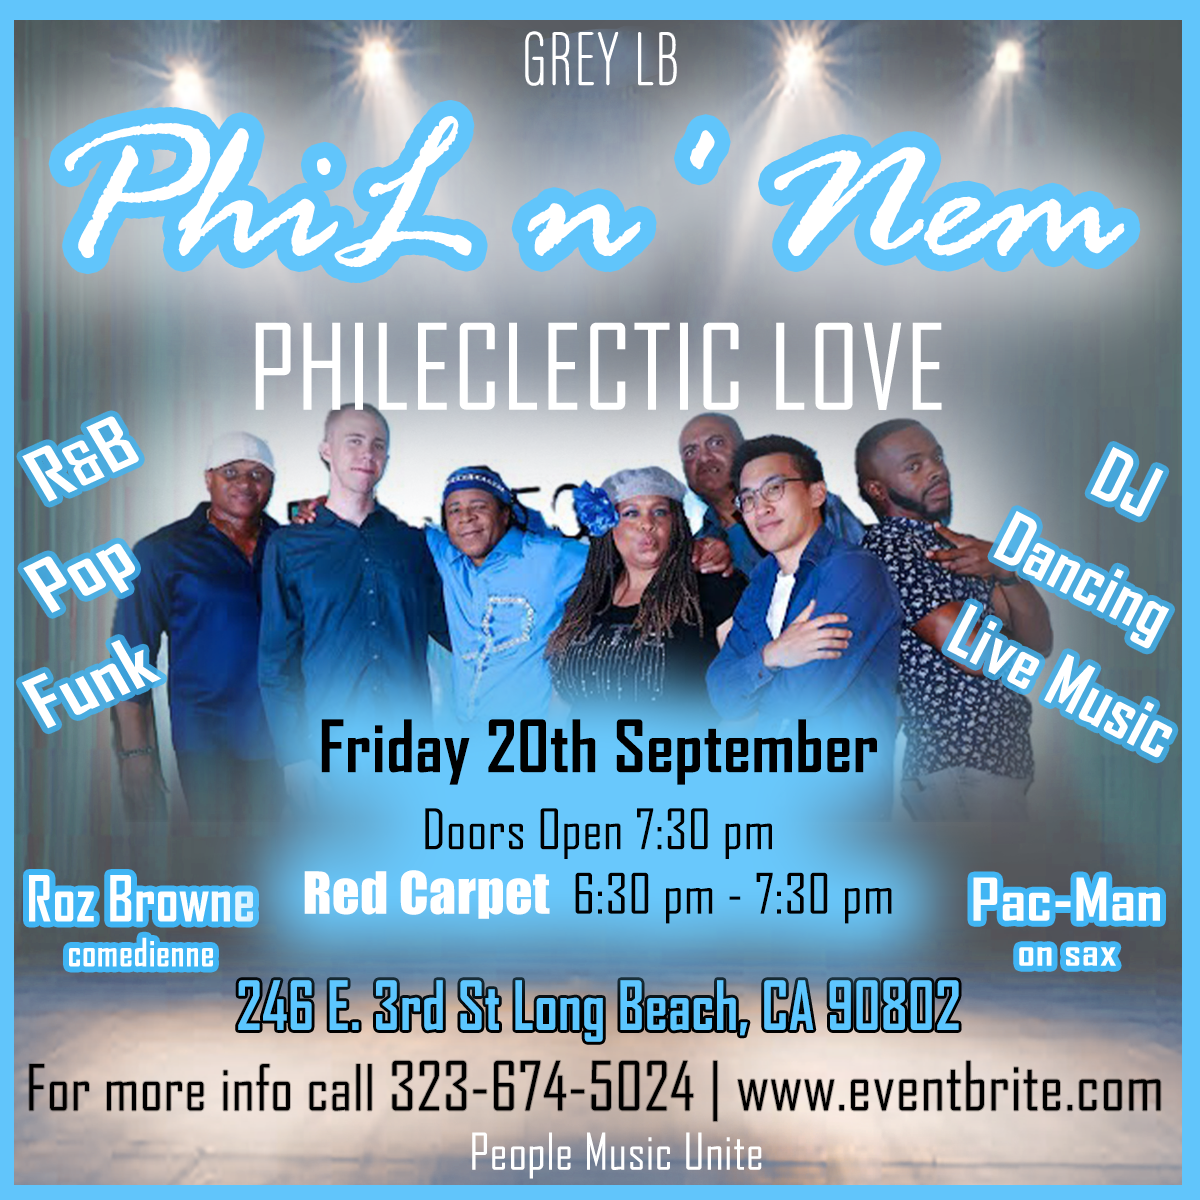 GREY LB
PhiL n' Nem
PHILECLECTIC LOVE
R&B
Pop
Funk
DJ
Dancing
Live Music
Friday 20th September
Doors Open 7:30 pm
Red Carpet 6:30 pm - 7:30 pm
Roz Browne
comedienne
Pac-Man
on sax
246 E. 3rd St Long Beach, CA 90802
For more info call 323-674-5024 | www.eventbrite.com
People Music Unite